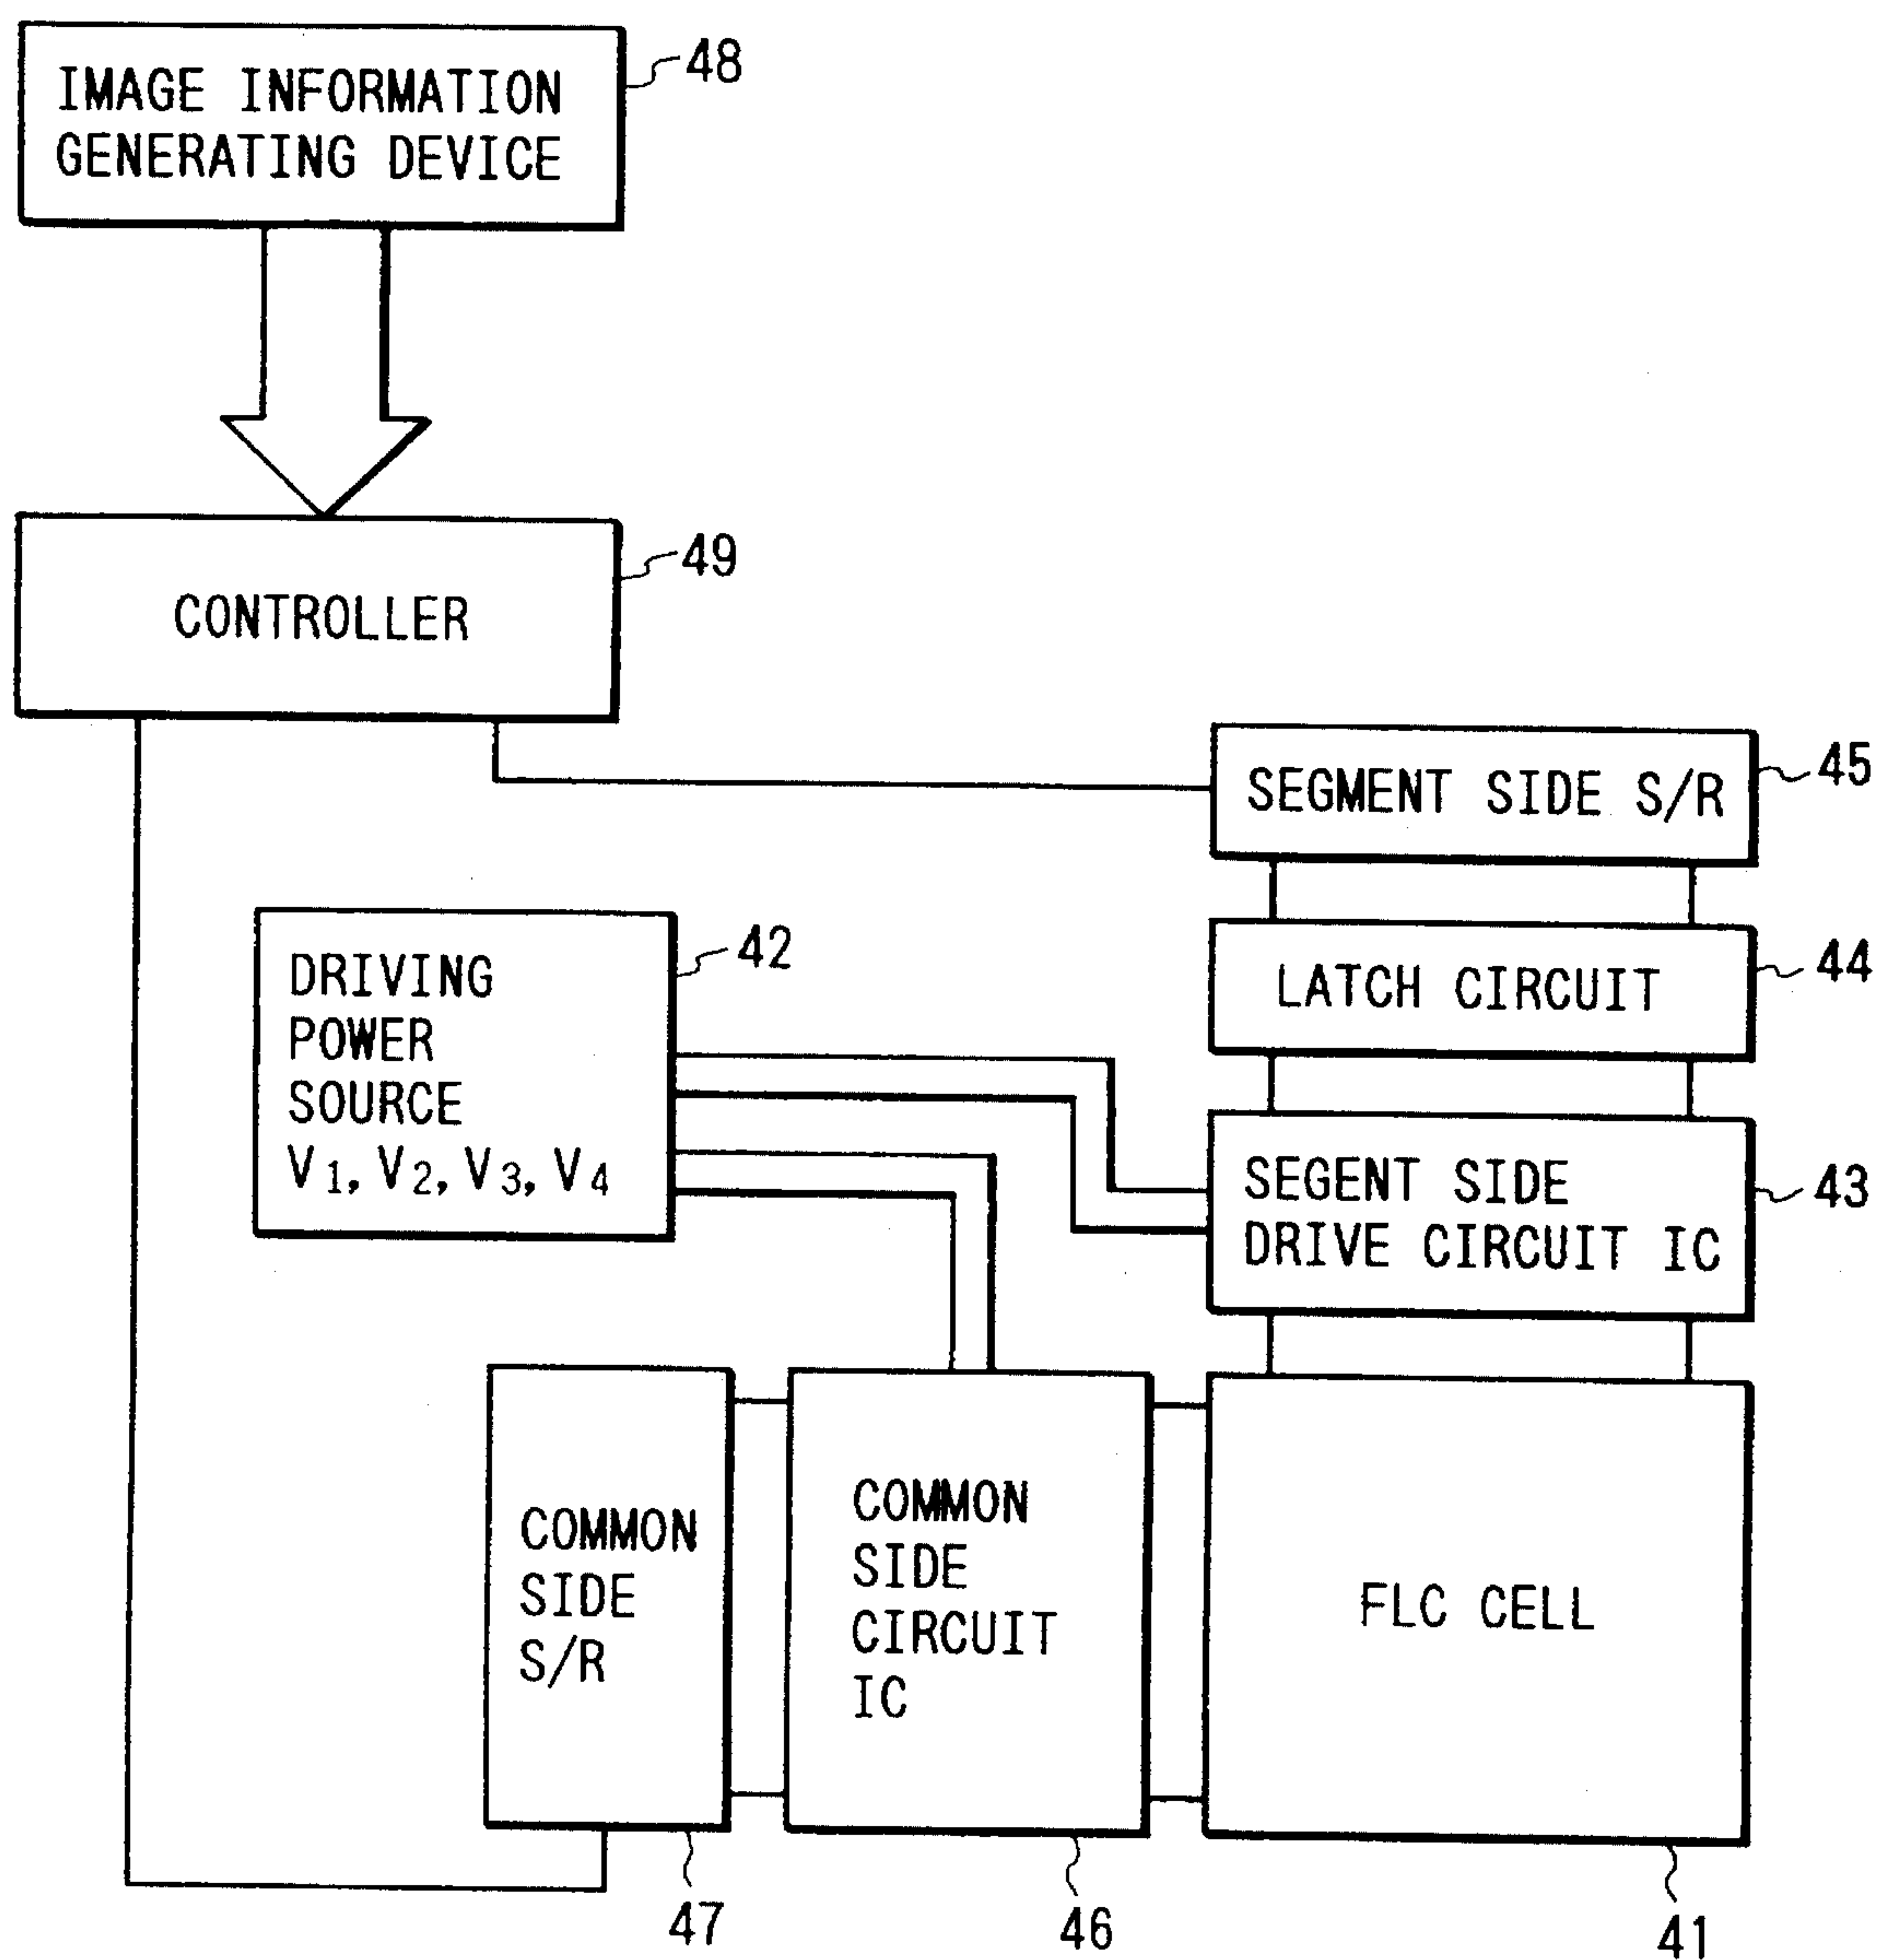 IMAGE INFORMATION
GENERATING DEVICE
48
CONTROLLER
49
SEGMENT SIDE S/R
45
LATCH CIRCUIT
44
DRIVING
POWER
SOURCE
V1, V2, V3, V4
42
SEGENT SIDE
DRIVE CIRCUIT IC
43
COMMON
SIDE
S/R
47
COMMON
SIDE
CIRCUIT
IC
46
FLC CELL
41